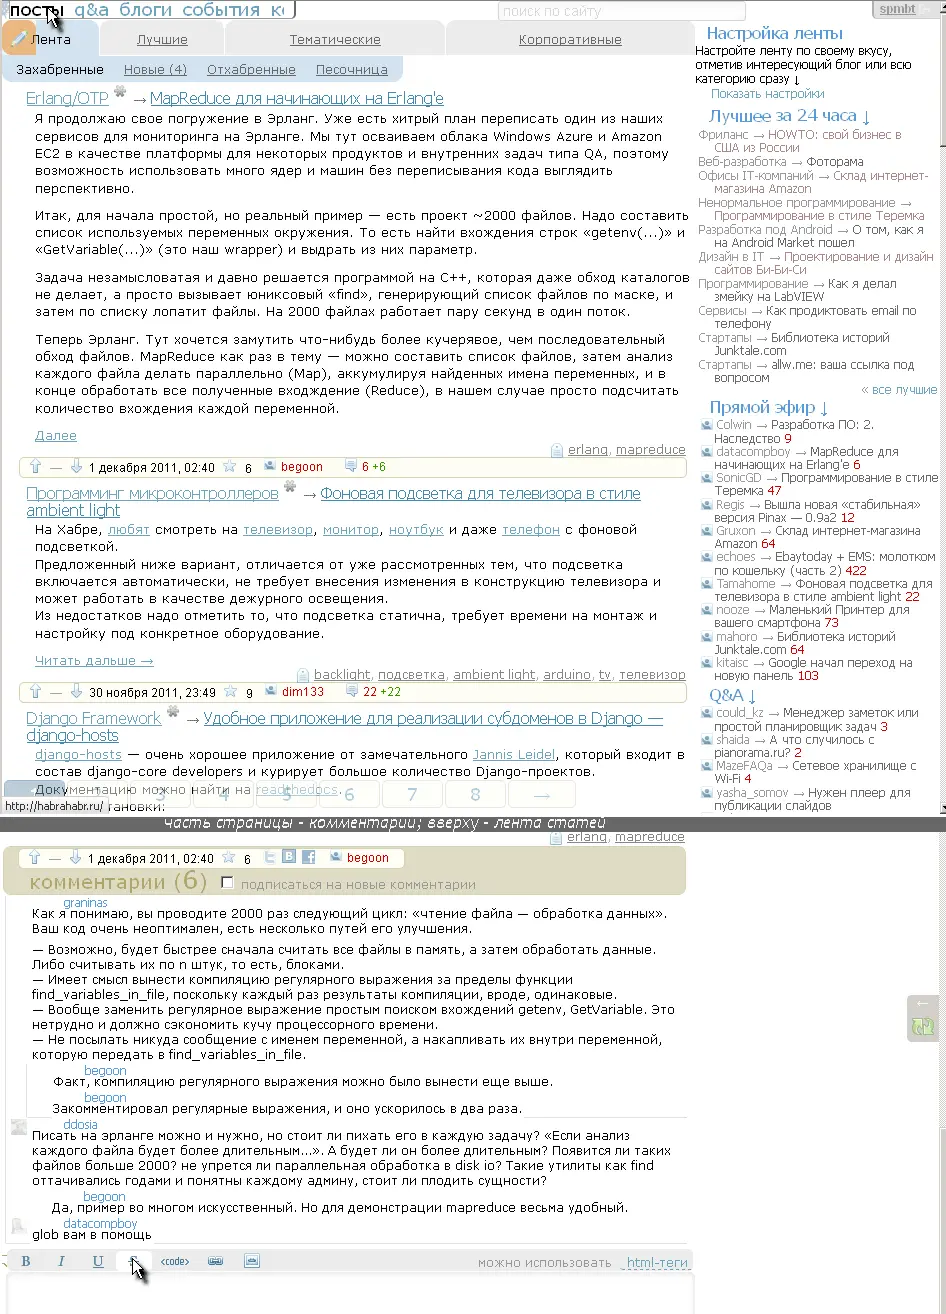 посты q&a блоги события
поиск по сайту
spmbt
Лента
Лучшие
Тематические
Корпоративные
Захабренные Новые (4) Отхабренные Песочница
Erlang/OTP → MapReduce для начинающих на Erlang'e
Я продолжаю свое погружение в Эрланг. Уже есть хитрый план переписать один из наших
сервисов для мониторинга на Эрланге. Мы тут осваиваем облака Windows Azure и Amazon
EC2 в качестве платформы для некоторых продуктов и внутренних задач типа QA, поэтому
возможность использовать много ядер и машин без переписывания кода выглядить
перспективно.
Итак, для начала простой, но реальный пример — есть проект ~2000 файлов. Надо составить
список используемых переменных окружения. То есть найти вхождения строк «getenv(...)» и
«GetVariable(...)» (это наш wrapper) и выдрать из них параметр.
Задача незамысловатая и давно решается программой на C++, которая даже обход каталогов
не делает, а просто вызывает юниксовый «find», генерирующий список файлов по маске, и
затем по списку лопатит файлы. На 2000 файлах работает пару секунд в один поток.
Теперь Эрланг. Тут хочется замутить что-нибудь более кучерявое, чем последовательный
обход файлов. MapReduce как раз в тему — можно составить список файлов, затем анализ
каждого файла делать параллельно (Map), аккумулируя найденных имена переменных, и в
конце обработать все полученные входждение (Reduce), в нашем случае просто подсчитать
количество вхождения каждой переменной.
Далее
erlang, mapreduce
— 1 декабря 2011, 02:40 6 begoon 6 +6
Программинг микроконтроллеров → Фоновая подсветка для телевизора в стиле
ambient light
На Хабре, любят смотреть на телевизор, монитор, ноутбук и даже телефон с фоновой
подсветкой.
Предложенный ниже вариант, отличается от уже рассмотренных тем, что подсветка
включается автоматически, не требует внесения изменения в конструкцию телевизора и
может работать в качестве дежурного освещения.
Из недостатков надо отметить то, что подсветка статична, требует времени на монтаж и
настройку под конкретное оборудование.
Читать дальше →
backlight, подсветка, ambient light, arduino, tv, телевизор
— 30 ноября 2011, 23:49 9 dim133 22 +22
Django Framework → Удобное приложение для реализации субдоменов в Django —
django-hosts
django-hosts — очень хорошее приложение от замечательного Jannis Leidel, который входит в
состав django-core developers и курирует большое количество Django-проектов.
Документацию можно найти на readthedocs.
3 4 5 6 7 8 →
http://habrahabr.ru/ тановки:
Настройка ленты
Настройте ленту по своему вкусу,
отметив интересующий блог или всю
категорию сразу ↓
Показать настройки
Лучшее за 24 часа ↓
Фриланс → HOWTO: свой бизнес в
США из России
Веб-разработка → Фоторама
Офисы IT-компаний → Склад интернет-
магазина Amazon
Ненормальное программирование →
Программирование в стиле Теремка
Разработка под Android → О том, как я
на Android Market пошел
Дизайн в IT → Проектирование и дизайн
сайтов Би-Би-Си
Программирование → Как я делал
змейку на LabVIEW
Сервисы → Как продиктовать email по
телефону
Стартапы → Библиотека историй
Junktale.com
Стартапы → allw.me: ваша ссылка под
вопросом
« все лучшие
Прямой эфир ↓
Colwin → Разработка ПО: 2.
Наследство 9
datacompboy → MapReduce для
начинающих на Erlang'e 6
SonicGD → Программирование в стиле
Теремка 47
Regis → Вышла новая «стабильная»
версия Pinax — 0.9a2 12
Gruxon → Склад интернет-магазина
Amazon 64
echoes → Ebaytoday + EMS: молотком
по кошельку (часть 2) 422
Tamahome → Фоновая подсветка для
телевизора в стиле ambient light 22
nooze → Маленький Принтер для
вашего смартфона 73
mahoro → Библиотека историй
Junktale.com 64
kitaisc → Google начал переход на
новую панель 103
Q&A ↓
could_kz → Менеджер заметок или
простой планировщик задач 3
shaida → А что случилось с
pianorama.ru? 2
MazeFAQa → Сетевое хранилище с
Wi-Fi 4
yasha_somov → Нужен плеер для
публикации слайдов
часть страницы - комментарии; вверху - лента статей
erlang, mapreduce
— 1 декабря 2011, 02:40 6 begoon
комментарии (6) подписаться на новые комментарии
graninas
Как я понимаю, вы проводите 2000 раз следующий цикл: «чтение файла — обработка данных».
Ваш код очень неоптимален, есть несколько путей его улучшения.
— Возможно, будет быстрее сначала считать все файлы в память, а затем обработать данные.
Либо считывать их по n штук, то есть, блоками.
— Имеет смысл вынести компиляцию регулярного выражения за пределы функции
find_variables_in_file, поскольку каждый раз результаты компиляции, вроде, одинаковые.
— Вообще заменить регулярное выражение простым поиском вхождений getenv, GetVariable. Это
нетрудно и должно сэкономить кучу процессорного времени.
— Не посылать никуда сообщение с именем переменной, а накапливать их внутри переменной,
которую передать в find_variables_in_file.
begoon
Факт, компиляцию регулярного выражения можно было вынести еще выше.
begoon
Закомментировал регулярные выражения, и оно ускорилось в два раза.
ddosia
Писать на эрланге можно и нужно, но стоит ли пихать его в каждую задачу? «Если анализ
каждого файла будет более длительным...». А будет ли он более длительным? Появится ли таких
файлов больше 2000? не упрется ли параллельная обработка в disk io? Такие утилиты как find
оттачивались годами и понятны каждому админу, стоит ли плодить сущности?
begoon
Да, пример во многом искусственный. Но для демонстрации mapreduce весьма удобный.
datacompboy
glob вам в помощь
B I U <code> можно использовать html-теги